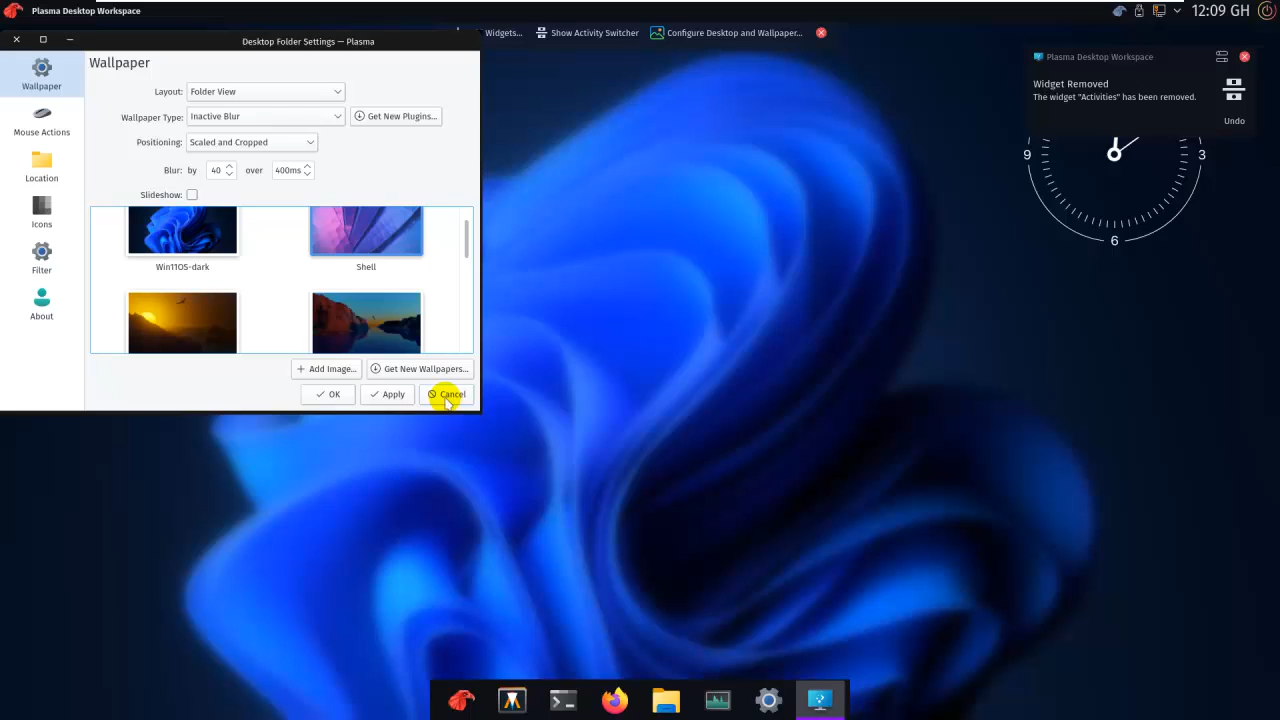 Plasma Desktop Workspace
12:09 GH
Widgets...
Show Activity Switcher
Configure Desktop and Wallpaper...
Desktop Folder Settings — Plasma
Wallpaper
Mouse Actions
Location
Icons
Filter
About
Wallpaper
Layout: Folder View
Wallpaper Type: Inactive Blur
Get New Plugins...
Positioning: Scaled and Cropped
Blur: by 40 over 400ms
Slideshow:
Win11OS-dark
Shell
+ Add Image...
Get New Wallpapers...
OK
Apply
Cancel
Plasma Desktop Workspace
Widget Removed
The widget "Activities" has been removed.
Undo
9
3
6